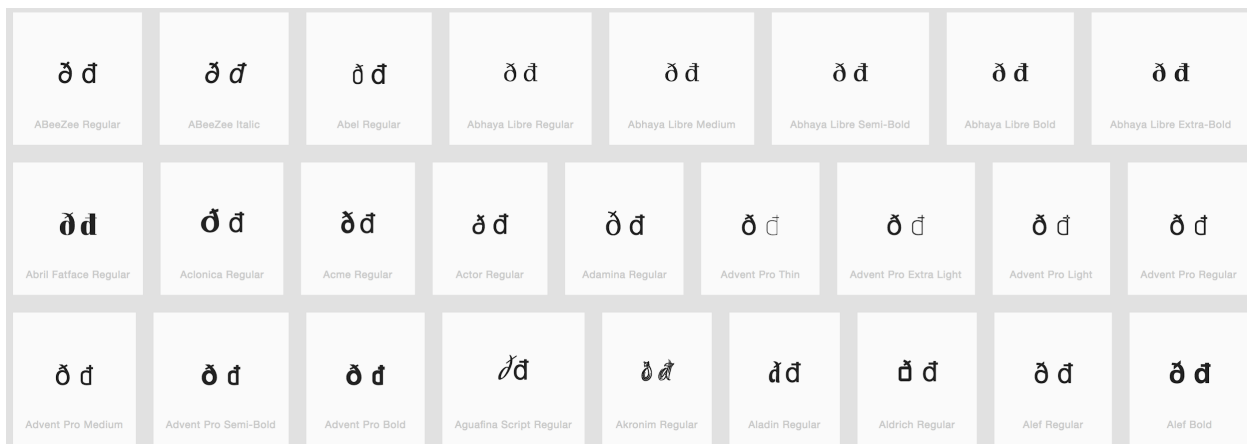 ð đ ð đ ð đ ð đ ð đ ð đ ð đ ð đ
ABeeZee Regular ABeeZee Italic Abel Regular Abhaya Libre Regular Abhaya Libre Medium Abhaya Libre Semi-Bold Abhaya Libre Bold Abhaya Libre Extra-Bold
ð đ ð đ ð đ ð đ ð đ ð đ ð đ ð đ ð đ
Abril Fatface Regular Aclonica Regular Acme Regular Actor Regular Adamina Regular Advent Pro Thin Advent Pro Extra Light Advent Pro Light Advent Pro Regular
ð đ ð đ ð đ ð đ ð đ ð đ ð đ ð đ ð đ
Advent Pro Medium Advent Pro Semi-Bold Advent Pro Bold Aguafina Script Regular Akronim Regular Aladin Regular Aldrich Regular Alef Regular Alef Bold